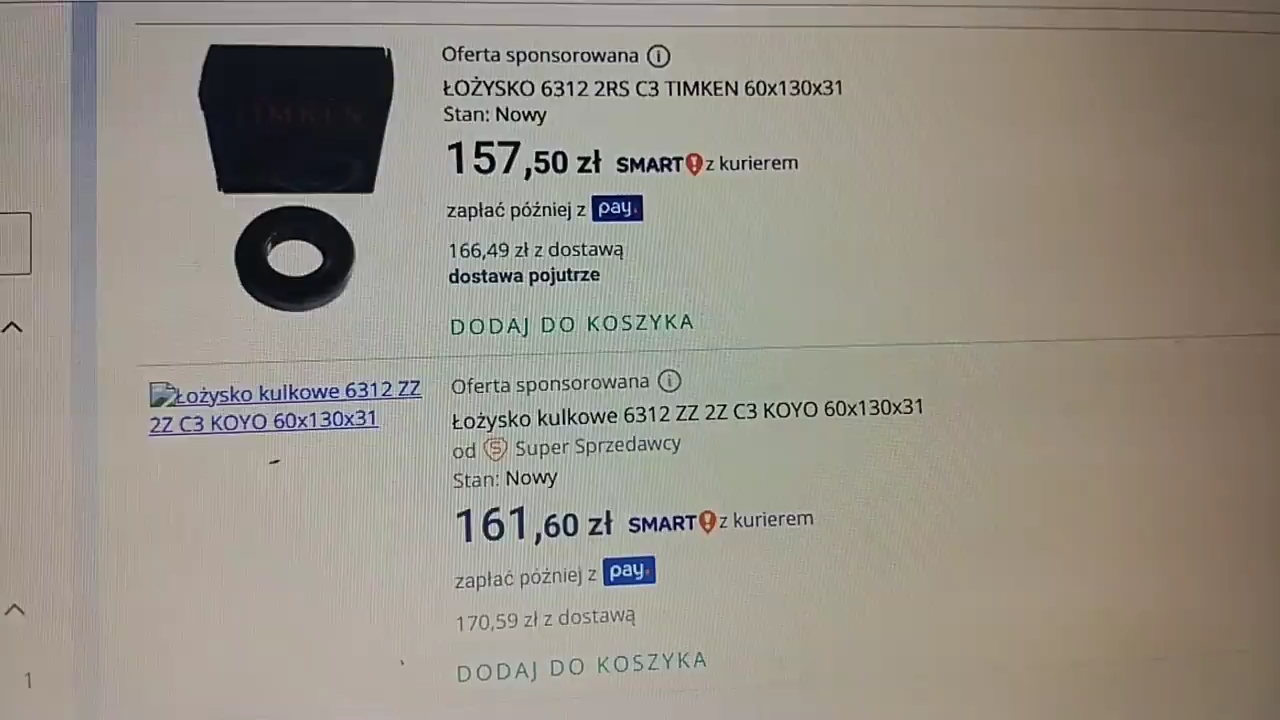 Oferta sponsorowana
ŁOŻYSKO 6312 2RS C3 TIMKEN 60x130x31
Stan: Nowy
157,50 zł SMART! z kurierem
zapłać później z pay.
166,49 zł z dostawą
dostawa pojutrze
DODAJ DO KOSZYKA
TIMKEN
Łożysko kulkowe 6312 ZZ
2Z C3 KOYO 60x130x31
Oferta sponsorowana
Łożysko kulkowe 6312 ZZ 2Z C3 KOYO 60x130x31
od S Super Sprzedawcy
Stan: Nowy
161,60 zł SMART! z kurierem
zapłać później z pay.
170,59 zł z dostawą
DODAJ DO KOSZYKA
1